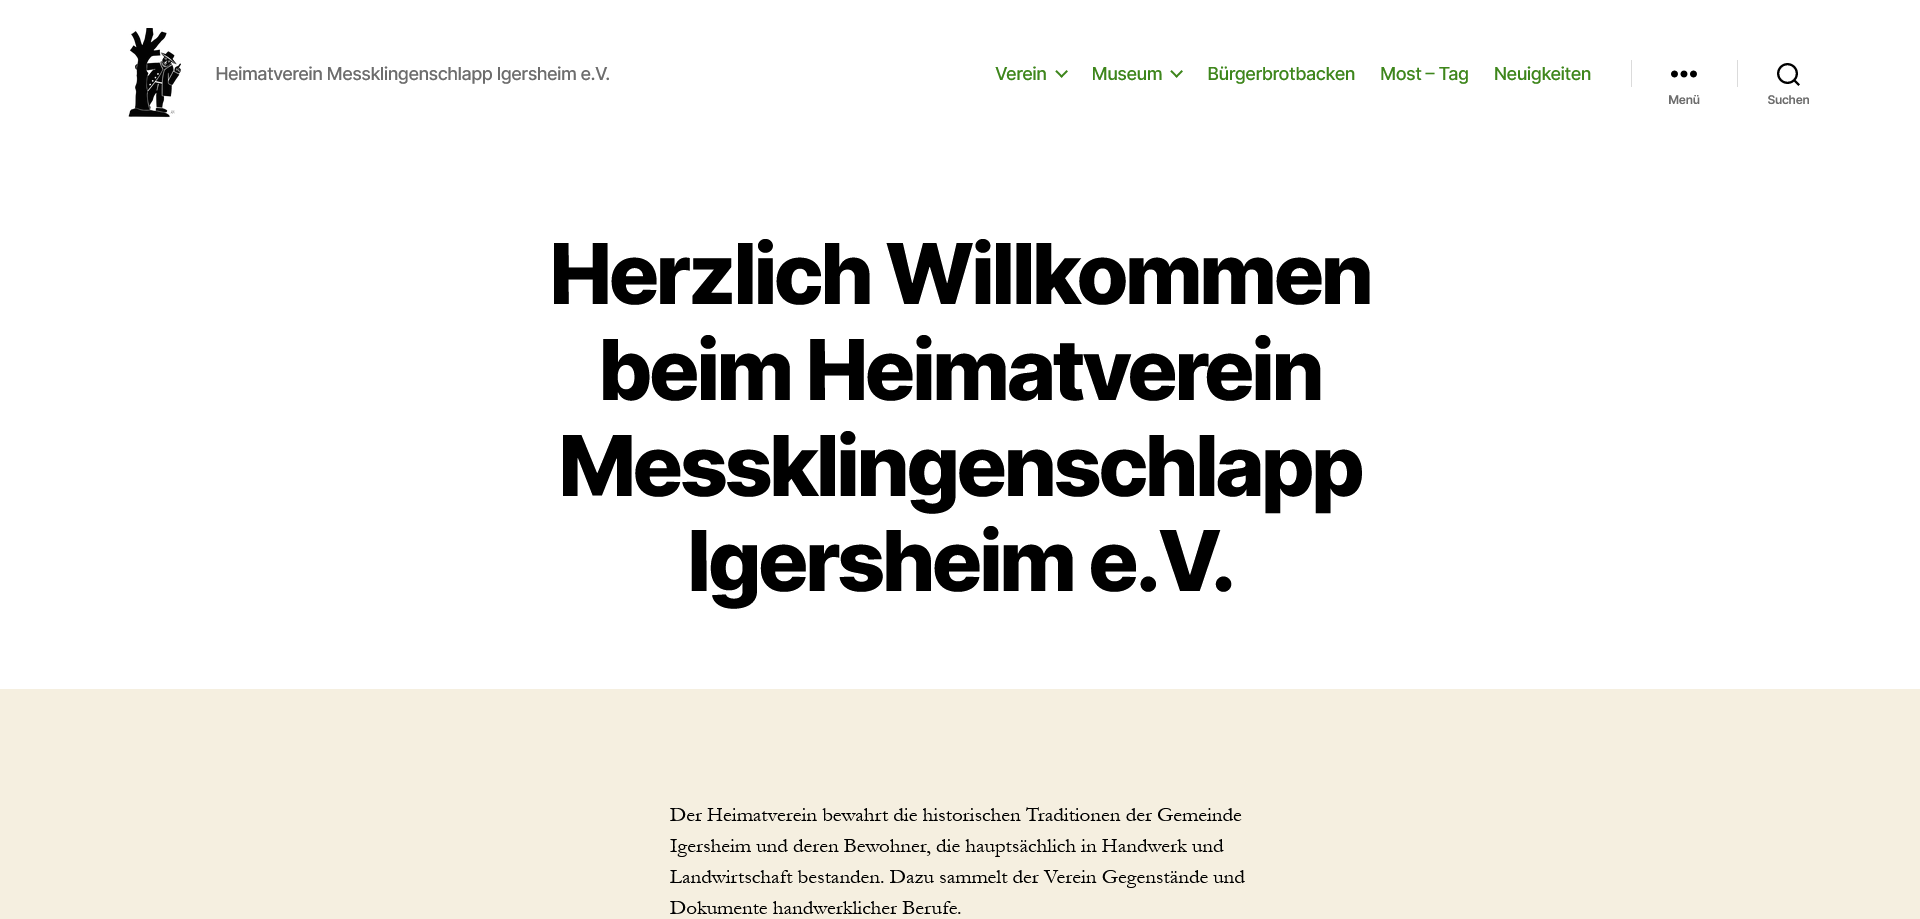 Heimatverein Messklingenschlapp Igersheim e.V.
Verein Museum Bürgerbrotbacken Most – Tag Neuigkeiten
Menü
Suchen
Herzlich Willkommen
beim Heimatverein
Messklingenschlapp
Igersheim e.V.
Der Heimatverein bewahrt die historischen Traditionen der Gemeinde
Igersheim und deren Bewohner, die hauptsächlich in Handwerk und
Landwirtschaft bestanden. Dazu sammelt der Verein Gegenstände und
Dokumente handwerklicher Berufe.